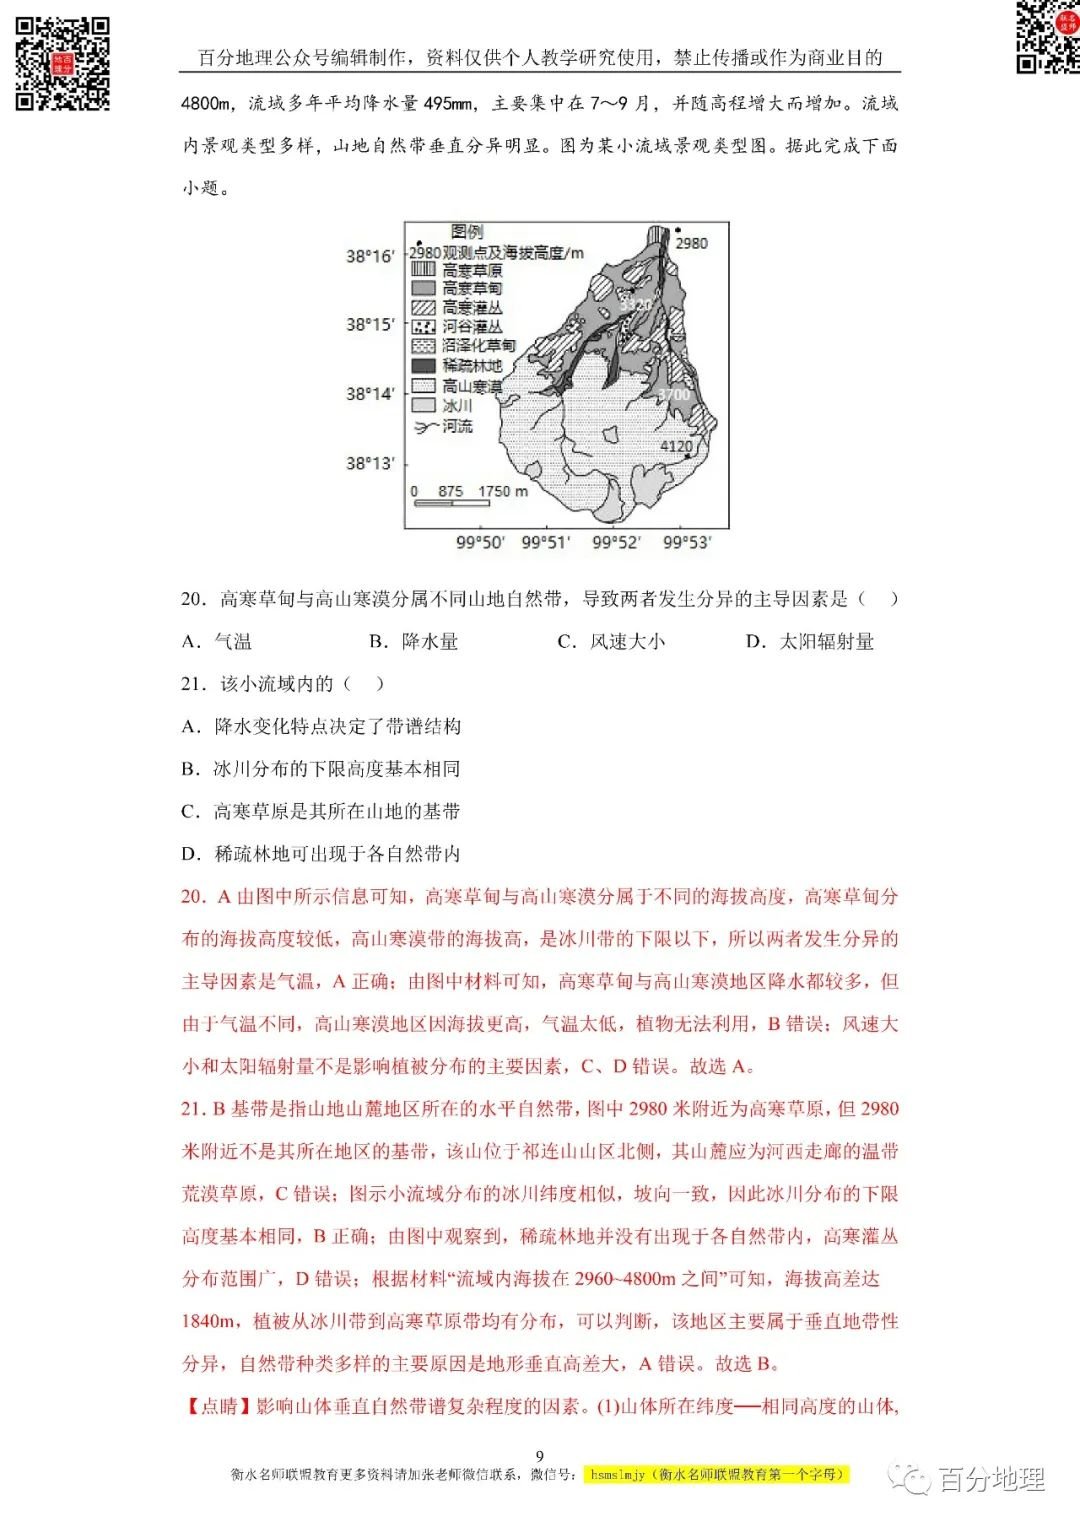 百分地理公众号编辑制作，资料仅供个人教学研究使用，禁止传播或作为商业目的
4800m，流域多年平均降水量 495mm，主要集中在 7～9 月，并随高程增大而增加。流域
内景观类型多样，山地自然带垂直分异明显。图为某小流域景观类型图。据此完成下面
小题。
图例
2980观测点及海拔高度/m
高寒草原
高寒草甸
高寒灌丛
河谷灌丛
沼泽化草甸
稀疏林地
高山寒漠
冰川
河流
38°16′
38°15′
38°14′
38°13′
2980
3320
3700
4120
0 875 1750 m
99°50′ 99°51′ 99°52′ 99°53′
20．高寒草甸与高山寒漠分属不同山地自然带，导致两者发生分异的主导因素是（ ）
A．气温 B．降水量 C．风速大小 D．太阳辐射量
21．该小流域内的（ ）
A．降水变化特点决定了带谱结构
B．冰川分布的下限高度基本相同
C．高寒草原是其所在山地的基带
D．稀疏林地可出现于各自然带内
20．A 由图中所示信息可知，高寒草甸与高山寒漠分属于不同的海拔高度，高寒草甸分
布的海拔高度较低，高山寒漠带的海拔高，是冰川带的下限以下，所以两者发生分异的
主导因素是气温，A 正确；由图中材料可知，高寒草甸与高山寒漠地区降水都较多，但
由于气温不同，高山寒漠地区因海拔更高，气温太低，植物无法利用，B 错误；风速大
小和太阳辐射量不是影响植被分布的主要因素，C、D 错误。故选 A。
21．B 基带是指山地山麓地区所在的水平自然带，图中 2980 米附近为高寒草原，但 2980
米附近不是其所在地区的基带，该山位于祁连山山区北侧，其山麓应为河西走廊的温带
荒漠草原，C 错误；图示小流域分布的冰川纬度相似，坡向一致，因此冰川分布的下限
高度基本相同，B 正确；由图中观察到，稀疏林地并没有出现于各自然带内，高寒灌丛
分布范围广，D 错误；根据材料“流域内海拔在 2960~4800m 之间”可知，海拔高差达
1840m，植被从冰川带到高寒草原带均有分布，可以判断，该地区主要属于垂直地带性
分异，自然带种类多样的主要原因是地形垂直高差大，A 错误。故选 B。
【点睛】影响山体垂直自然带谱复杂程度的因素。(1)山体所在纬度──相同高度的山体,
9
衡水名师联盟教育更多资料请加张老师微信联系，微信号： hsmslmjy（衡水名师联盟教育第一个字母）
百分地理